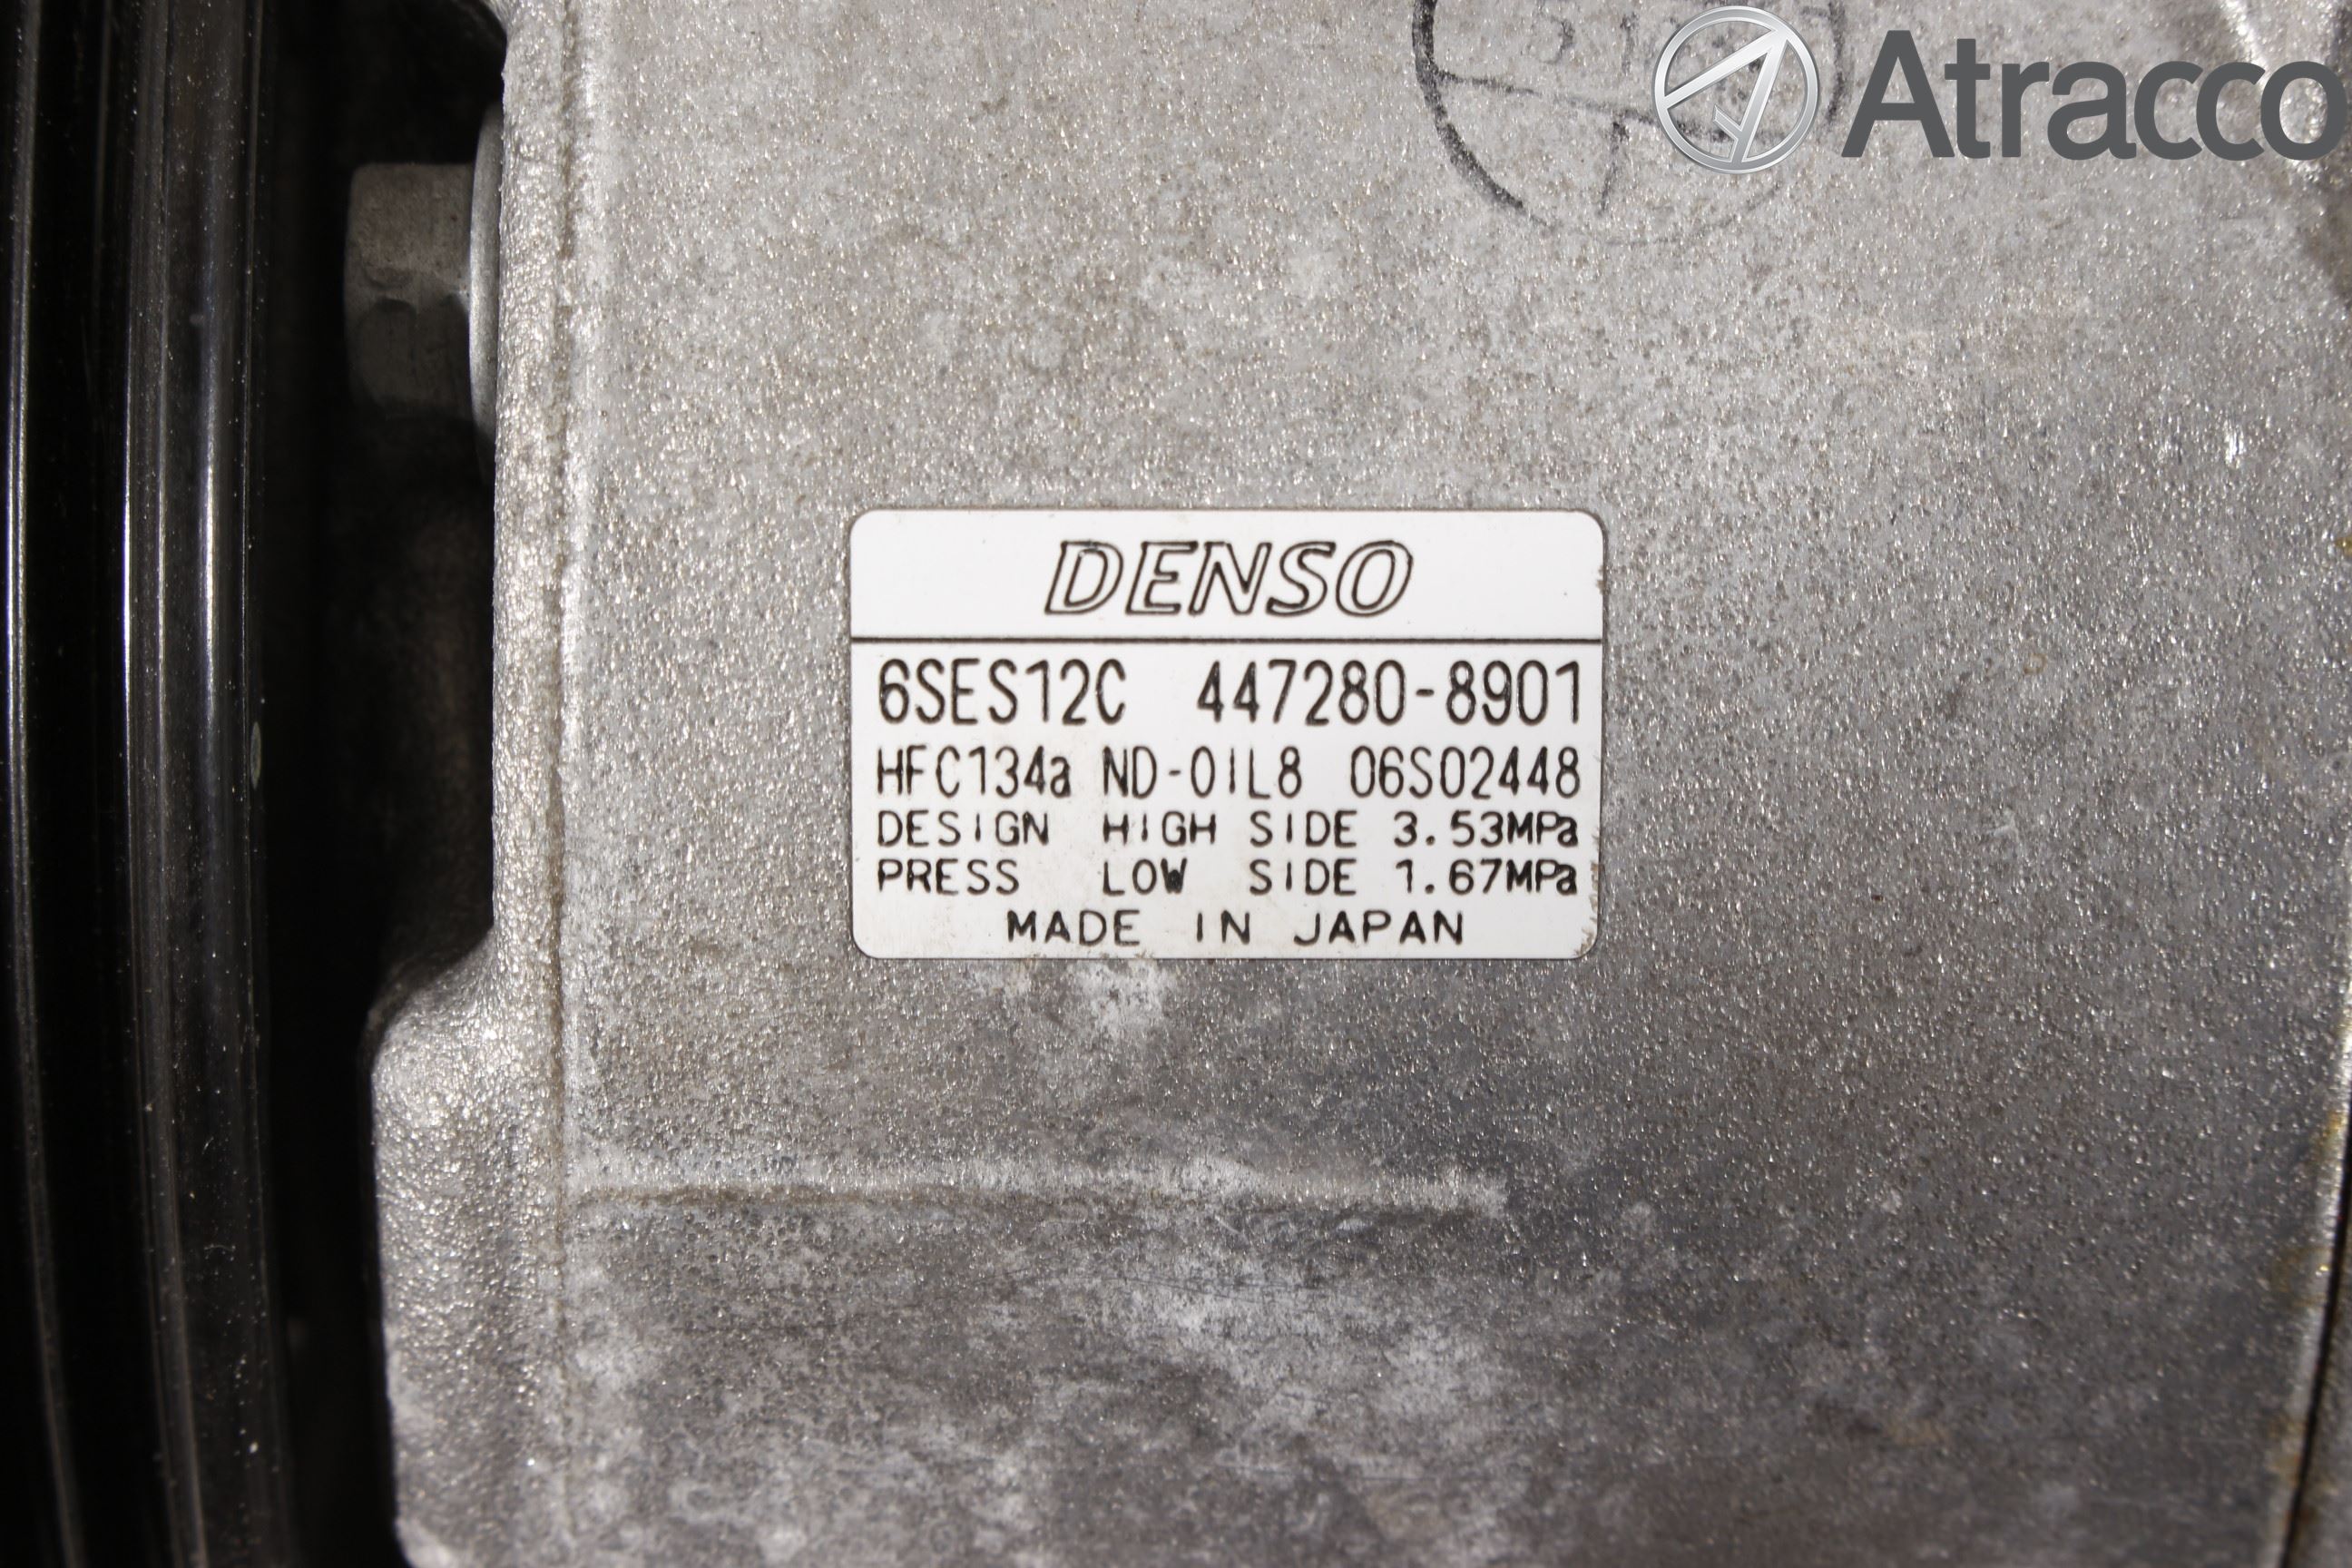 Atracco
DENSO
6SES12C 447280-8901
HFC134a ND-OIL8 06S02448
DESIGN HIGH SIDE 3.53MPa
PRESS LOW SIDE 1.67MPa
MADE IN JAPAN